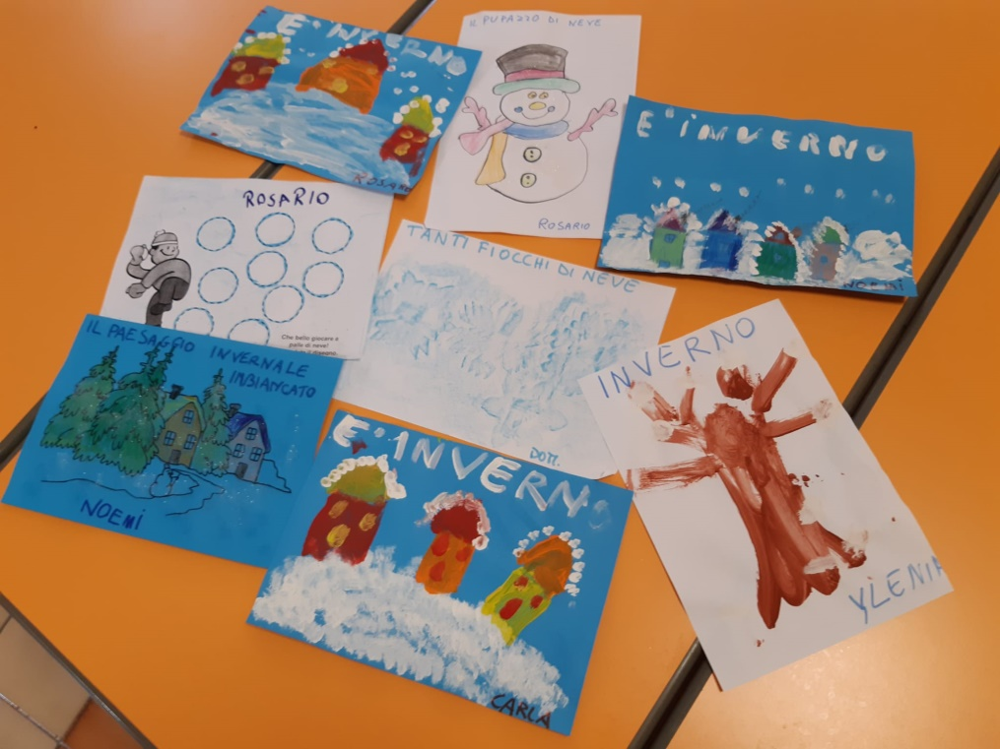 E' INVERNO
ROSARIO
IL PUPAZZO DI NEVE
ROSARIO
E' INVERNO
NOEMI
ROSARIO
Che bello giocare a
palle di neve!
TANTI FIOCCHI DI NEVE
IL PAESAGGIO INVERNALE
IMBIANCATO
NOEMI
E' INVERNO
CARLA
INVERNO
YLENIA